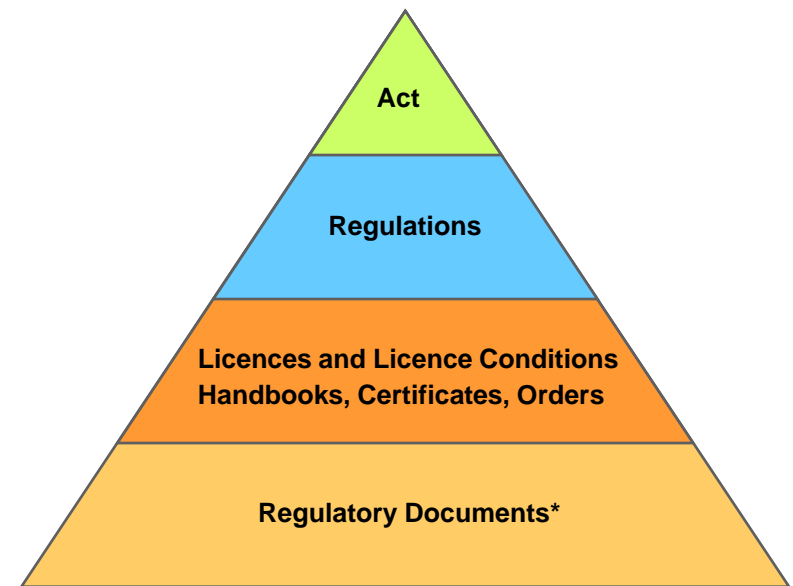 Act
Regulations
Licences and Licence Conditions
Handbooks, Certificates, Orders
Regulatory Documents*